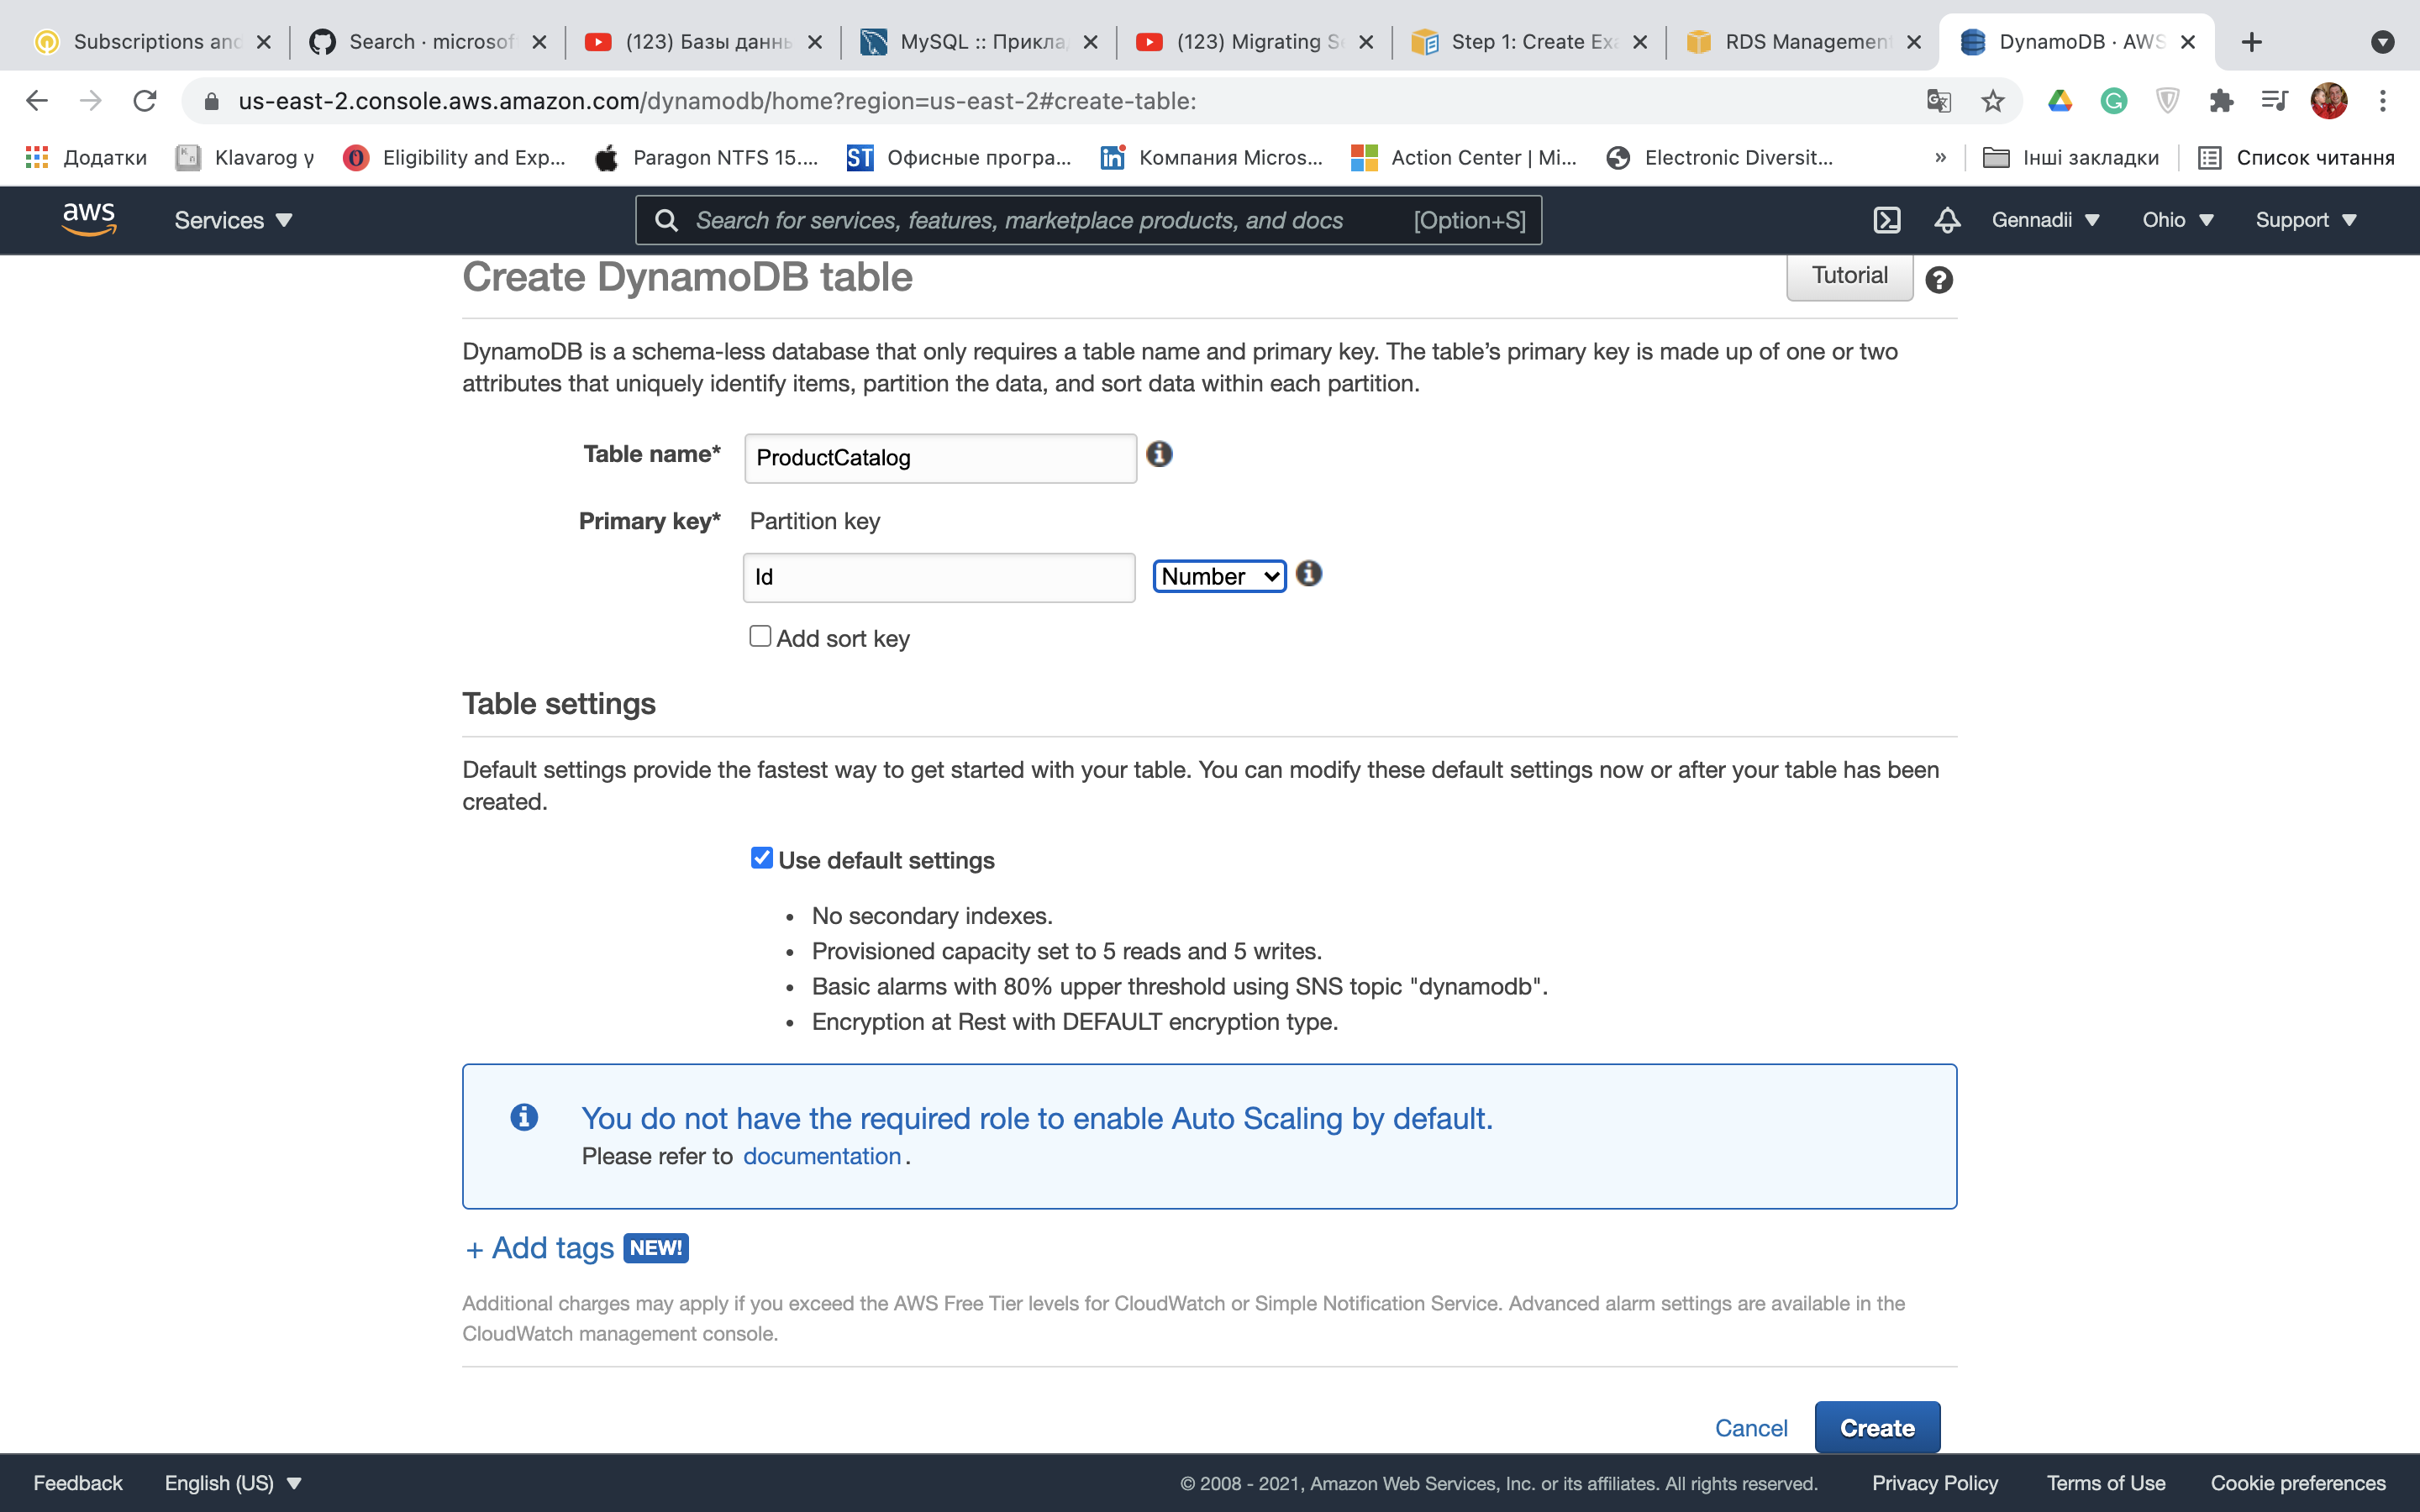 Subscriptions and
Search · microsof
(123) Базы данны
MySQL :: Прикла
(123) Migrating Se
Step 1: Create Exa
RDS Management
DynamoDB · AWS
us-east-2.console.aws.amazon.com/dynamodb/home?region=us-east-2#create-table:
Додатки
Klavarog γ
Eligibility and Exp...
Paragon NTFS 15....
ST Офисные програ...
Компания Micros...
Action Center | Mi...
Electronic Diversit...
»
Інші закладки
Список читання
aws
Services
Search for services, features, marketplace products, and docs
[Option+S]
Gennadii
Ohio
Support
Create DynamoDB table
Tutorial
DynamoDB is a schema-less database that only requires a table name and primary key. The table’s primary key is made up of one or two
attributes that uniquely identify items, partition the data, and sort data within each partition.
Table name*
ProductCatalog
Primary key*
Partition key
Id
Number
Add sort key
Table settings
Default settings provide the fastest way to get started with your table. You can modify these default settings now or after your table has been
created.
Use default settings
• No secondary indexes.
• Provisioned capacity set to 5 reads and 5 writes.
• Basic alarms with 80% upper threshold using SNS topic "dynamodb".
• Encryption at Rest with DEFAULT encryption type.
You do not have the required role to enable Auto Scaling by default.
Please refer to documentation.
+ Add tags NEW!
Additional charges may apply if you exceed the AWS Free Tier levels for CloudWatch or Simple Notification Service. Advanced alarm settings are available in the
CloudWatch management console.
Cancel
Create
Feedback
English (US)
© 2008 - 2021, Amazon Web Services, Inc. or its affiliates. All rights reserved.
Privacy Policy
Terms of Use
Cookie preferences